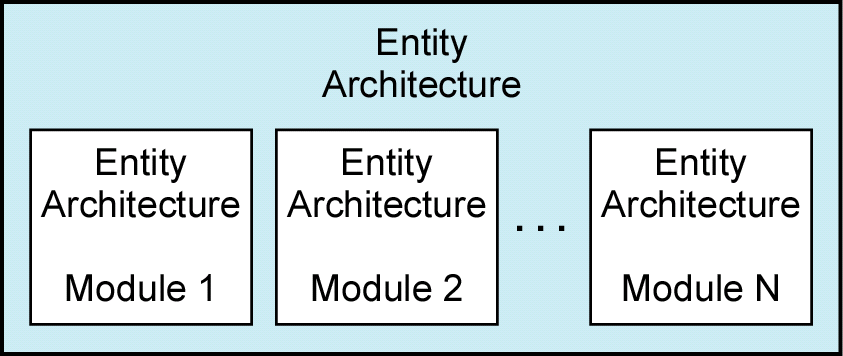 Entity
Architecture
Entity
Architecture
Module 1
Entity
Architecture
Module 2
...
Entity
Architecture
Module N